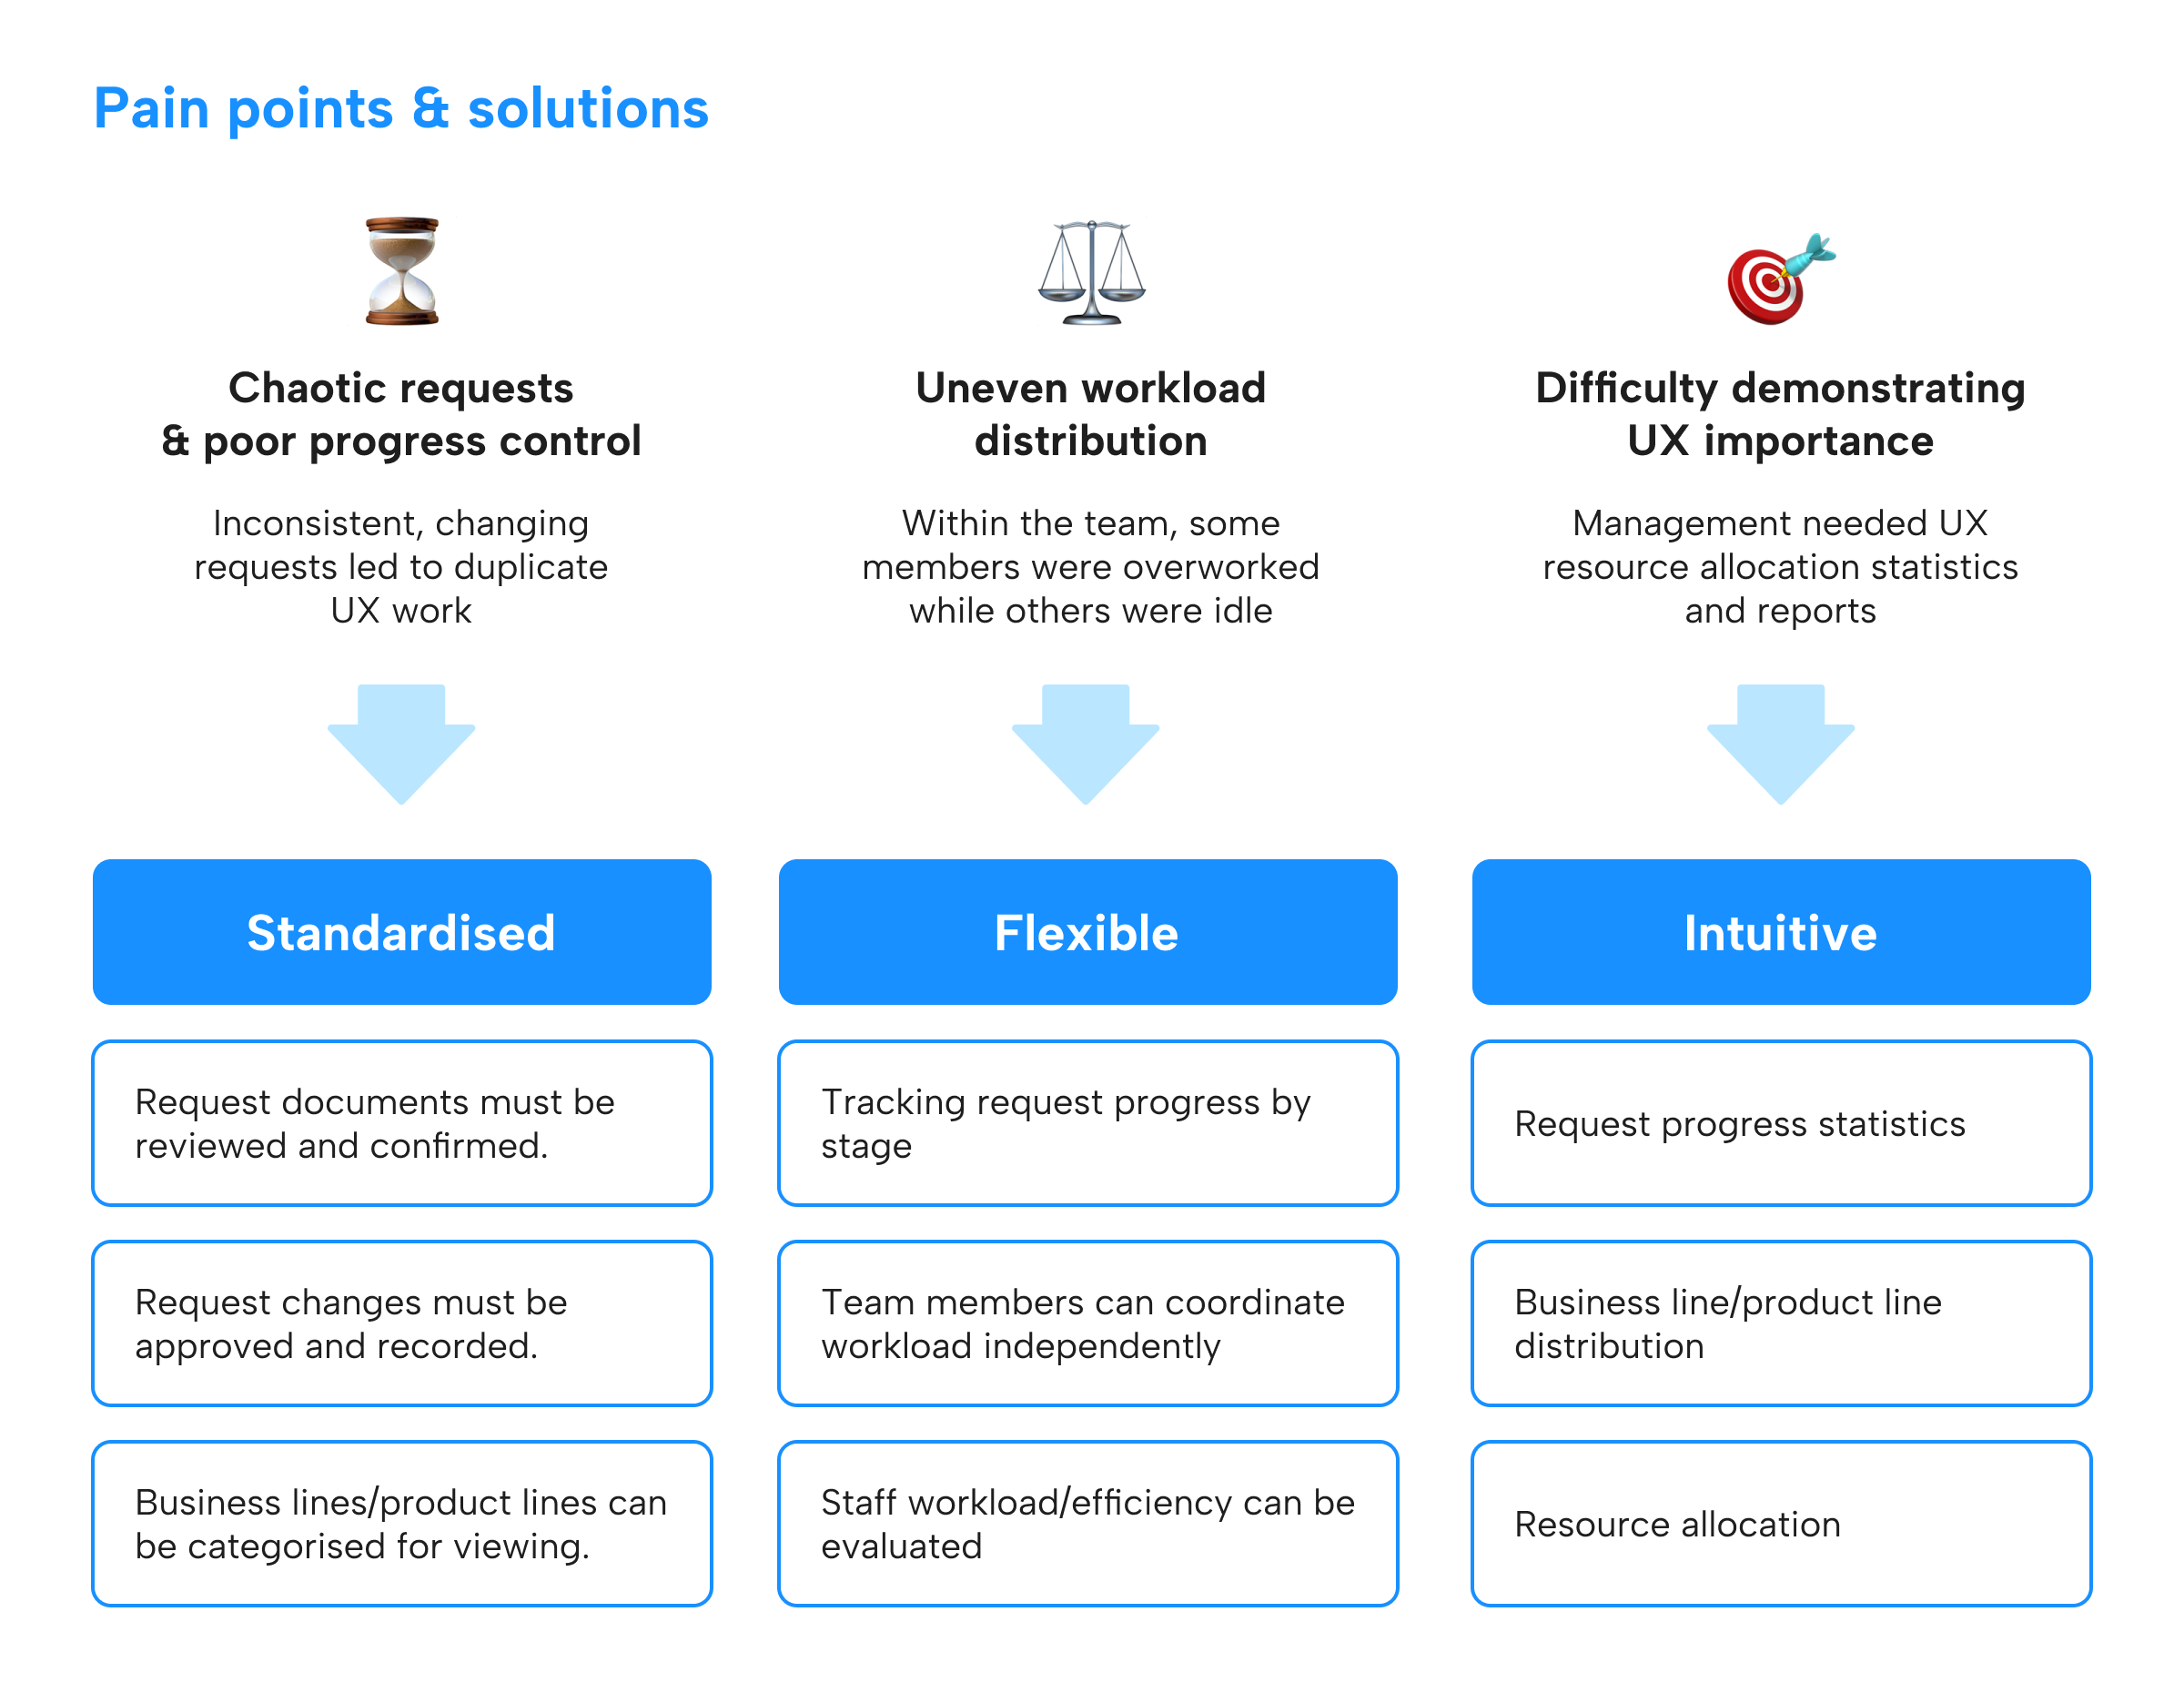 Pain points & solutions
Chaotic requests
& poor progress control
Inconsistent, changing
requests led to duplicate
UX work
Uneven workload
distribution
Within the team, some
members were overworked
while others were idle
Difficulty demonstrating
UX importance
Management needed UX
resource allocation statistics
and reports
Standardised
Request documents must be
reviewed and confirmed.
Request changes must be
approved and recorded.
Business lines/product lines can
be categorised for viewing.
Flexible
Tracking request progress by
stage
Team members can coordinate
workload independently
Staff workload/efficiency can be
evaluated
Intuitive
Request progress statistics
Business line/product line
distribution
Resource allocation